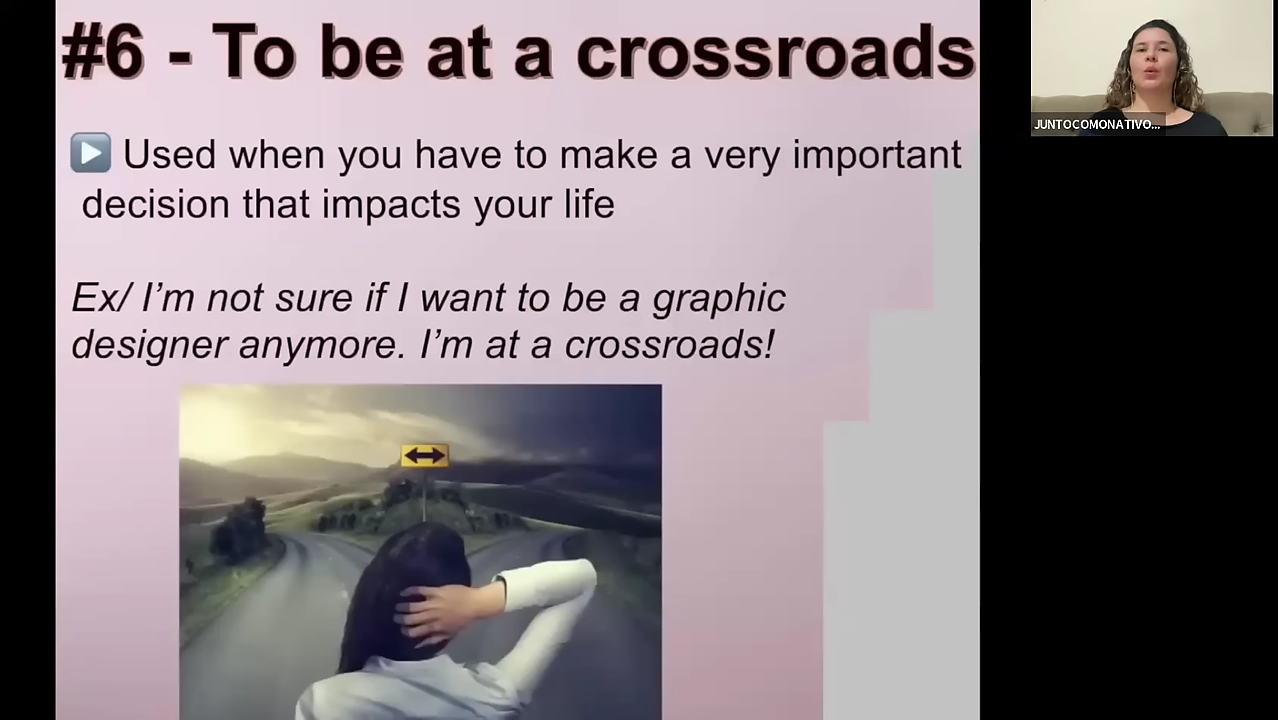 #6 - To be at a crossroads
Used when you have to make a very important
decision that impacts your life
Ex/ I’m not sure if I want to be a graphic
designer anymore. I’m at a crossroads!
JUNTOCOMONATIVO...